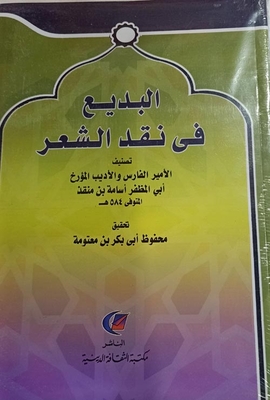 البديع
فى نقد الشعر
تصنيف
الأمير الفارس والأديب المؤرخ
أبي المظفر أسامة بن منقذ
المتوفى ٥٨٤ هـ
تحقيق
محفوظ أبى بكر بن معتومة
الناشر
مكتبة الثقافة الدينية